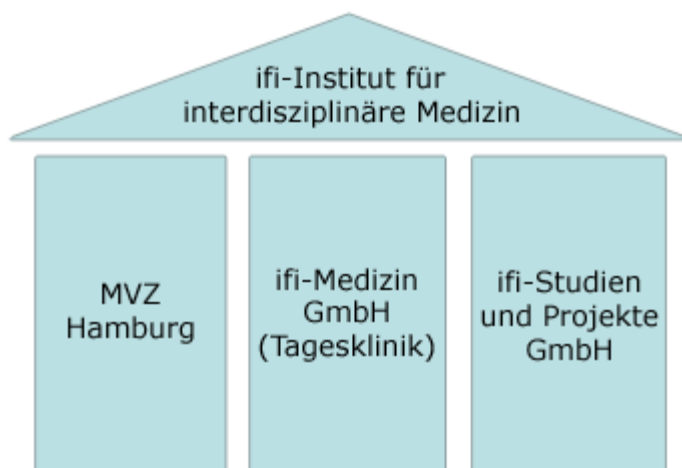 ifi-Institut für
interdisziplinäre Medizin
MVZ
Hamburg
ifi-Medizin
GmbH
(Tagesklinik)
ifi-Studien
und Projekte
GmbH